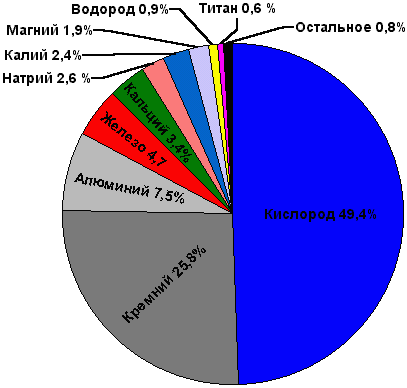 Водород 0,9%
Титан 0,6 %
Магний 1,9%
Остальное 0,8%
Калий 2,4%
Натрий 2,6 %
Кальций 3,4%
Железо 4,7
Алюминий 7,5%
Кислород 49,4%
Кремний 25,8%